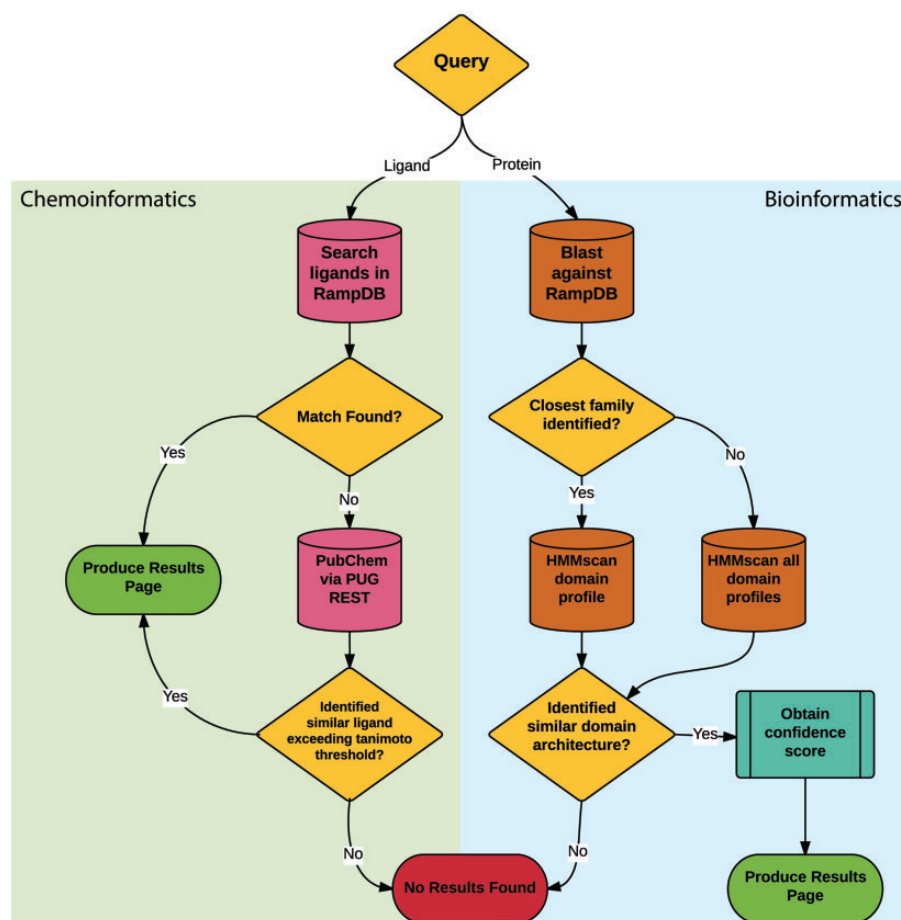 Query
Ligand
Protein
Chemoinformatics
Bioinformatics
Search
ligands in
RampDB
Blast
against
RampDB
Match Found?
Closest family
identified?
Yes
No
Yes
No
Produce Results
Page
PubChem
via PUG
REST
HMMscan
domain
profile
HMMscan all
domain
profiles
Yes
Identified
similar ligand
exceeding tanimoto
threshold?
Identified
similar domain
architecture?
Yes
Obtain
confidence
score
No
No
No Results Found
Produce Results
Page